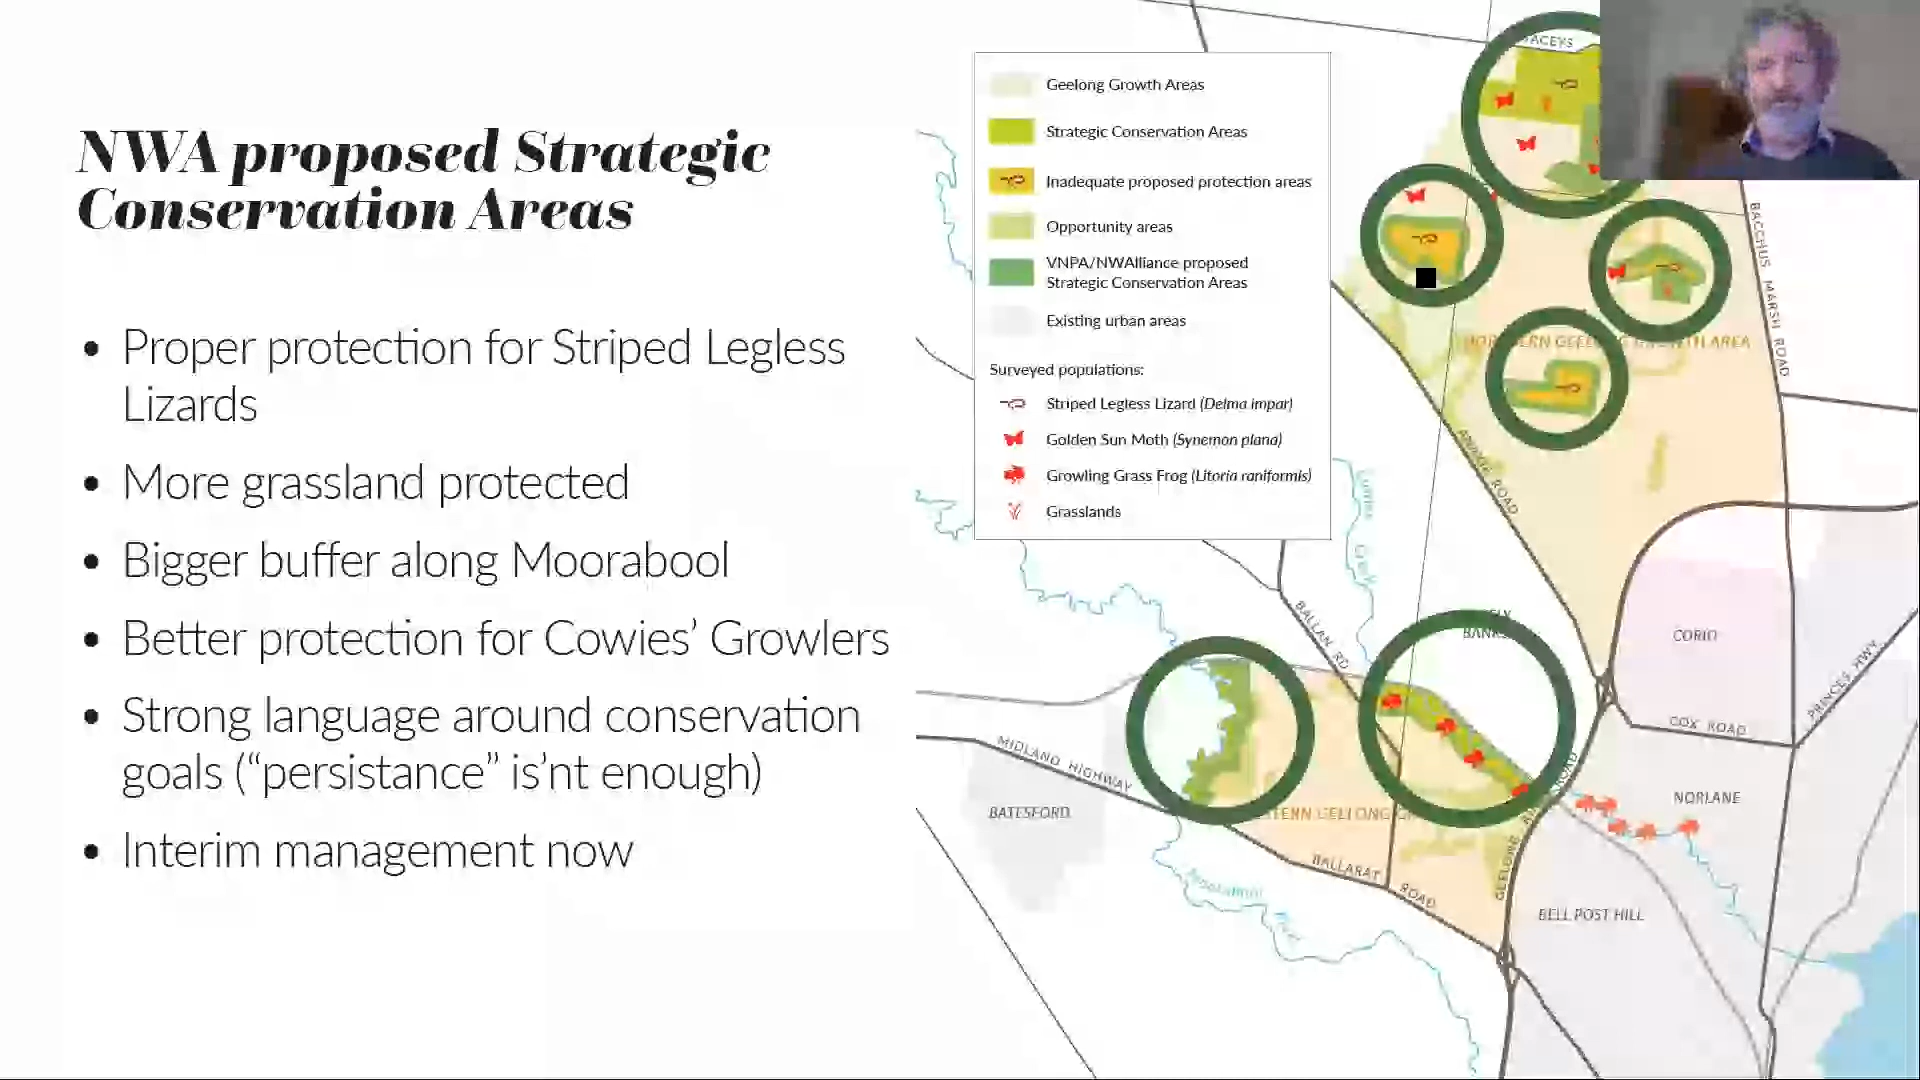 NWA proposed Strategic
Conservation Areas
• Proper protection for Striped Legless
Lizards
• More grassland protected
• Bigger buffer along Moorabool
• Better protection for Cowies’ Growlers
• Strong language around conservation
goals (“persistance” is’nt enough)
• Interim management now
Geelong Growth Areas
Strategic Conservation Areas
Inadequate proposed protection areas
Opportunity areas
VNPA/NWAlliance proposed
Strategic Conservation Areas
Existing urban areas
Surveyed populations:
Striped Legless Lizard (Delma impar)
Golden Sun Moth (Synemon plana)
Growling Grass Frog (Litoria raniformis)
Grasslands
BACCHUS MARSH ROAD
GROWTH AREA
ROAD
CORIO
BALLAN RD
PRINCES HWY
COX ROAD
MIDLAND HIGHWAY
NORLANE
BATESFORD
GEELONG
BALLARAT ROAD
BELL POST HILL